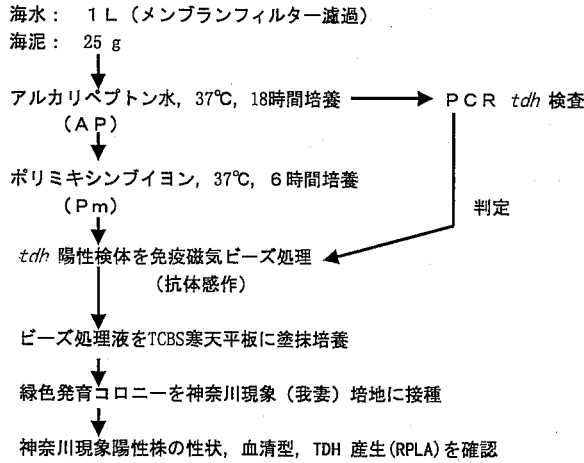 海水： １Ｌ（メンブランフィルター濾過）
海泥： 25 g
アルカリペプトン水，37℃，18時間培養
ＰＣＲ tdh 検査
（ＡＰ）
ポリミキシンブイヨン，37℃，６時間培養
（Ｐｍ）
判定
tdh 陽性検体を免疫磁気ビーズ処理
（抗体感作）
ビーズ処理液をTCBS寒天平板に塗抹培養
緑色発育コロニーを神奈川現象（我妻）培地に接種
神奈川現象陽性株の性状，血清型，TDH 産生(RPLA)を確認